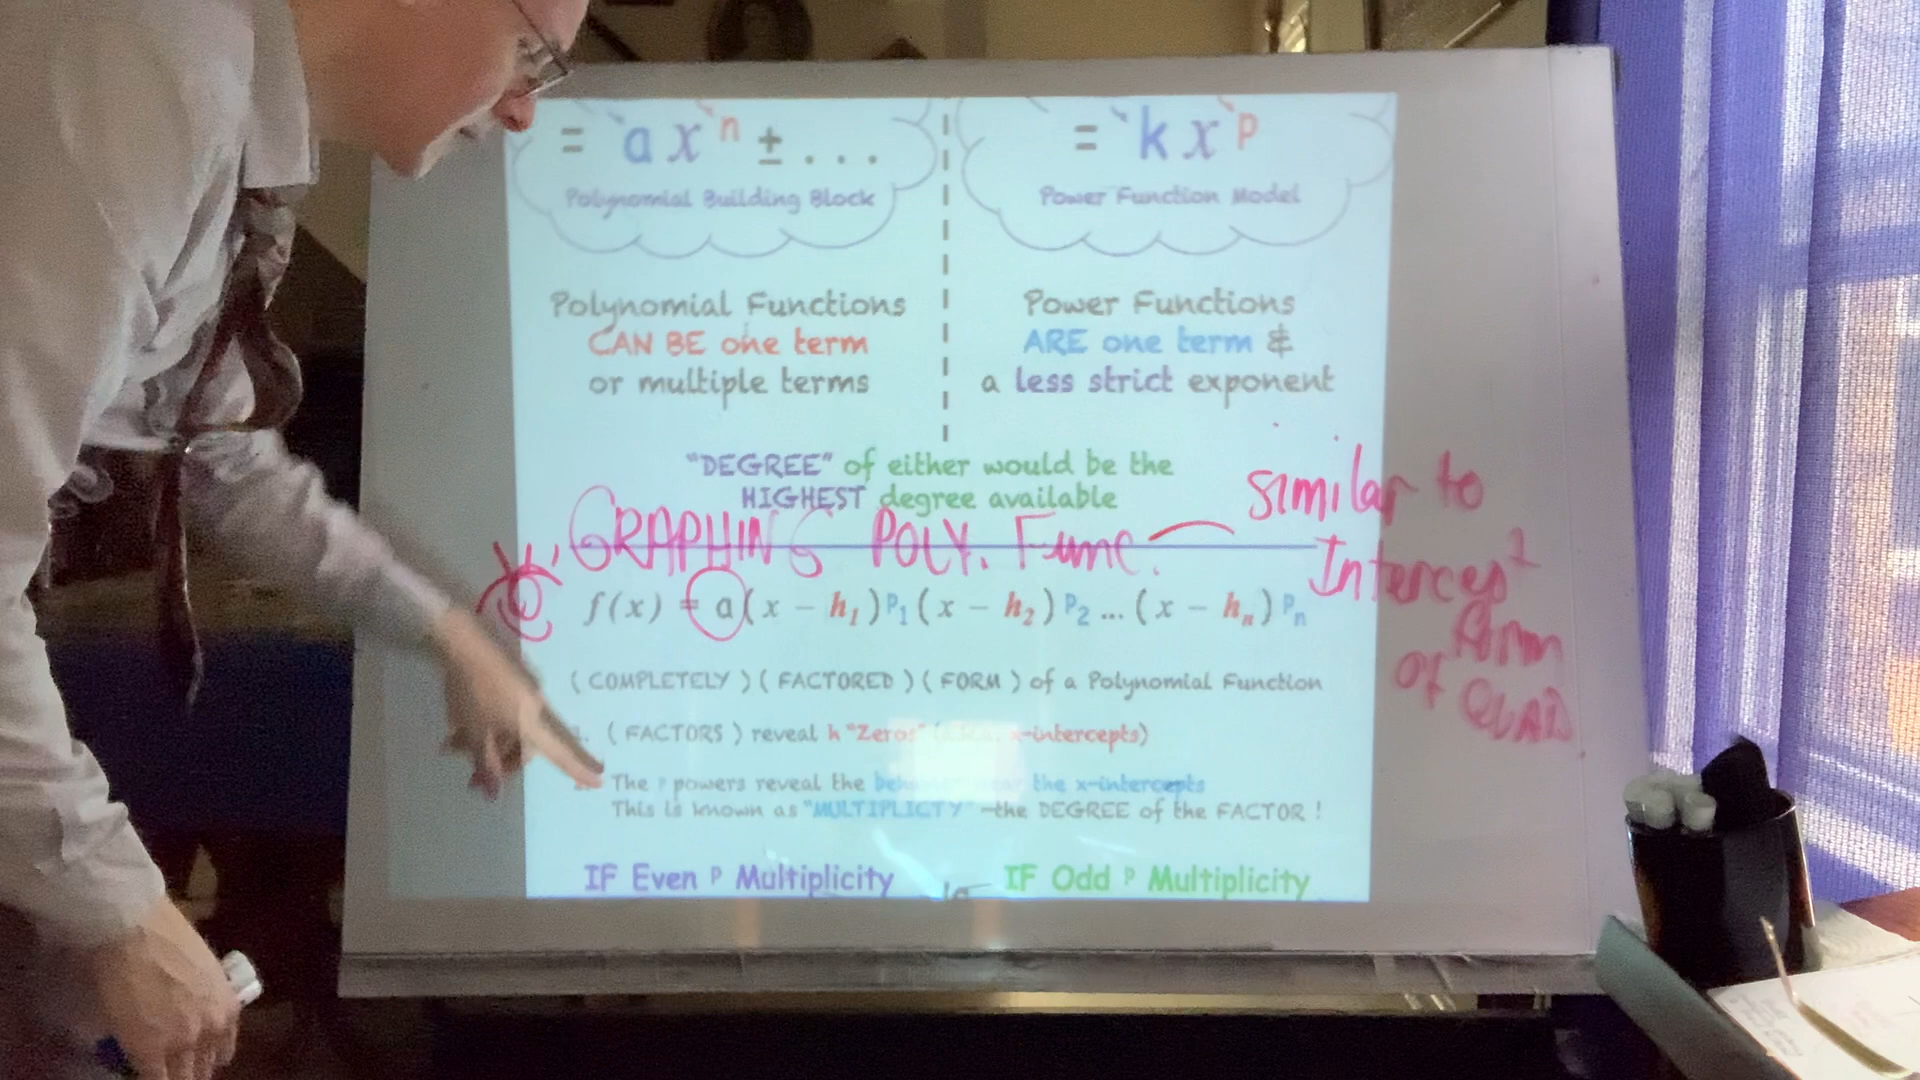 = a x n ± . . .
Polynomial Building Block
= k x p
Power Function Model
Polynomial Functions
CAN BE one term
or multiple terms
Power Functions
ARE one term &
a less strict exponent
"DEGREE" of either would be the
HIGHEST degree available
GRAPHING POLY. Func.
similar to
Intercept
form
of QUAD
f(x) = a(x - h1)P1(x - h2)P2 ... (x - hn)Pn
(COMPLETELY)(FACTORED)(FORM) of a Polynomial Function
(FACTORS) reveal h "Zeros" x-intercepts)
The P powers reveal the the x-intercepts
This is known as "MULTIPLICTY" -the DEGREE of the FACTOR!
IF Even P Multiplicity
IF Odd P Multiplicity